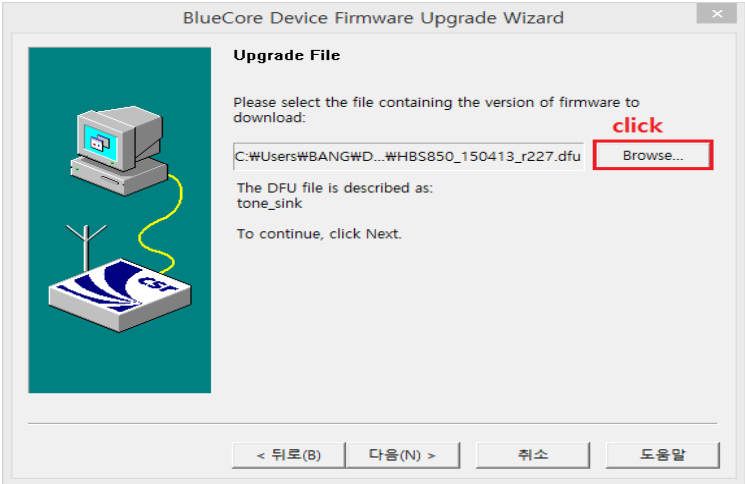 BlueCore Device Firmware Upgrade Wizard
Upgrade File
Please select the file containing the version of firmware to
download:
click
C:₩Users₩BANG₩D...₩HBS850_150413_r227.dfu
Browse...
The DFU file is described as:
tone_sink
To continue, click Next.
CSR
< 뒤로(B)
다음(N) >
취소
도움말